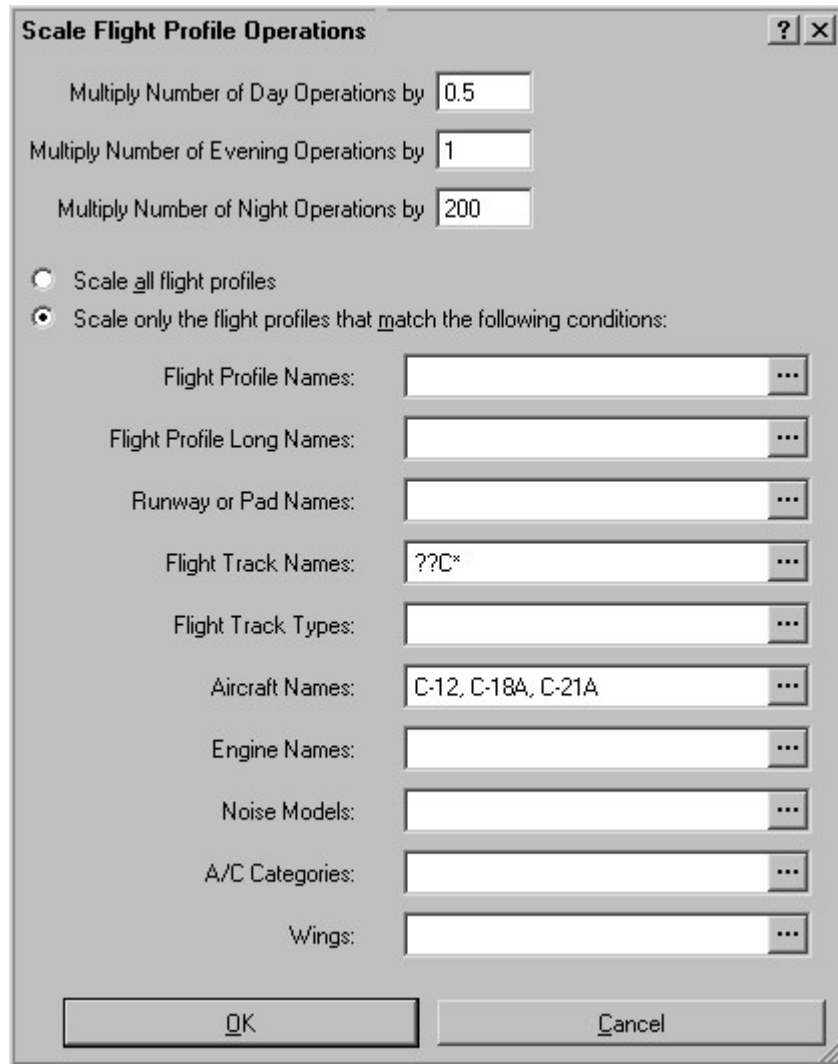 Scale Flight Profile Operations
Multiply Number of Day Operations by 0.5
Multiply Number of Evening Operations by 1
Multiply Number of Night Operations by 200
Scale all flight profiles
Scale only the flight profiles that match the following conditions:
Flight Profile Names:
Flight Profile Long Names:
Runway or Pad Names:
Flight Track Names: ??C*
Flight Track Types:
Aircraft Names: C-12, C-18A, C-21A
Engine Names:
Noise Models:
A/C Categories:
Wings:
OK Cancel